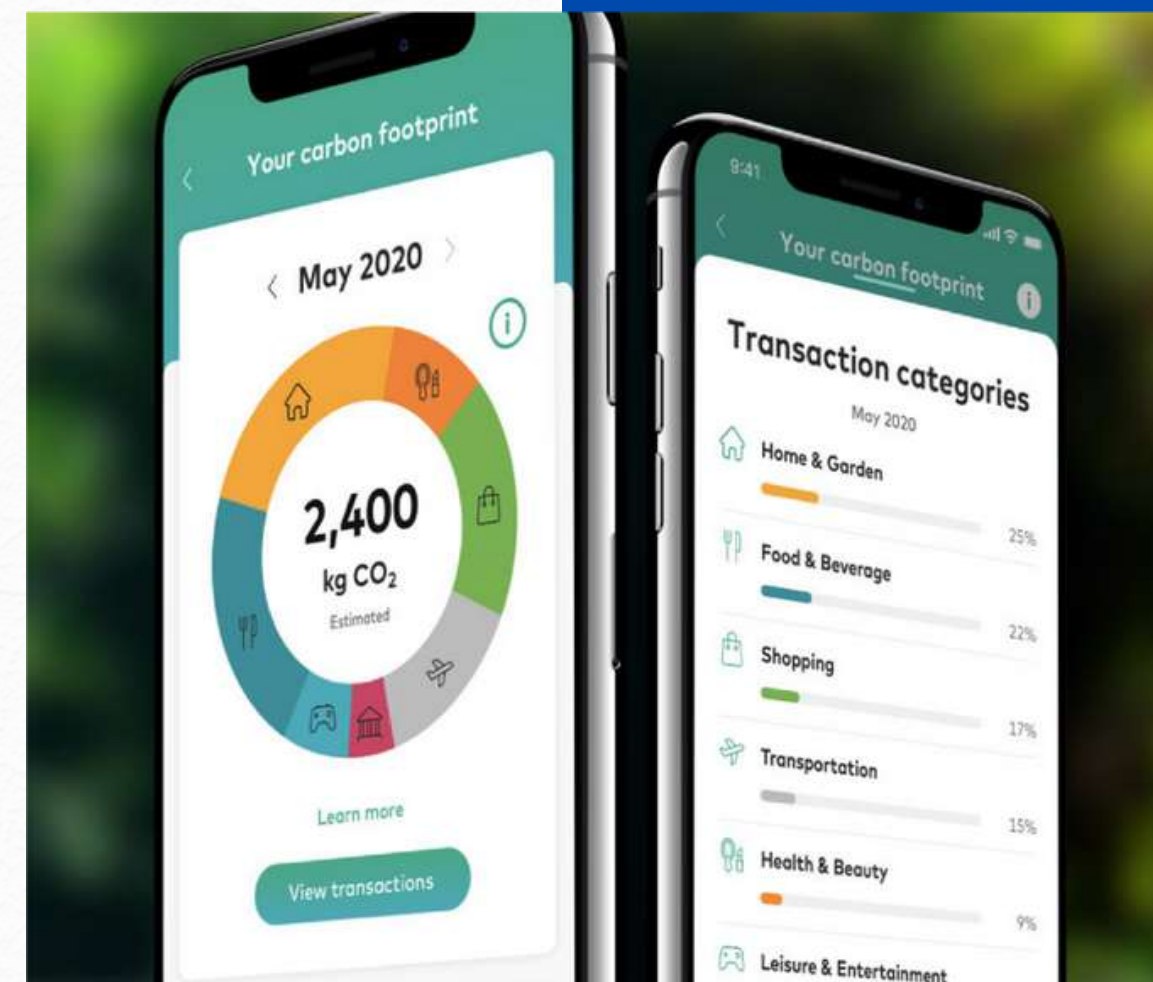 Your carbon footprint
May 2020
i
2,400
kg CO₂
Estimated
Learn more
View transactions
9:41
Your carbon footprint
i
Transaction categories
May 2020
Home & Garden
25%
Food & Beverage
22%
Shopping
17%
Transportation
15%
Health & Beauty
9%
Leisure & Entertainment